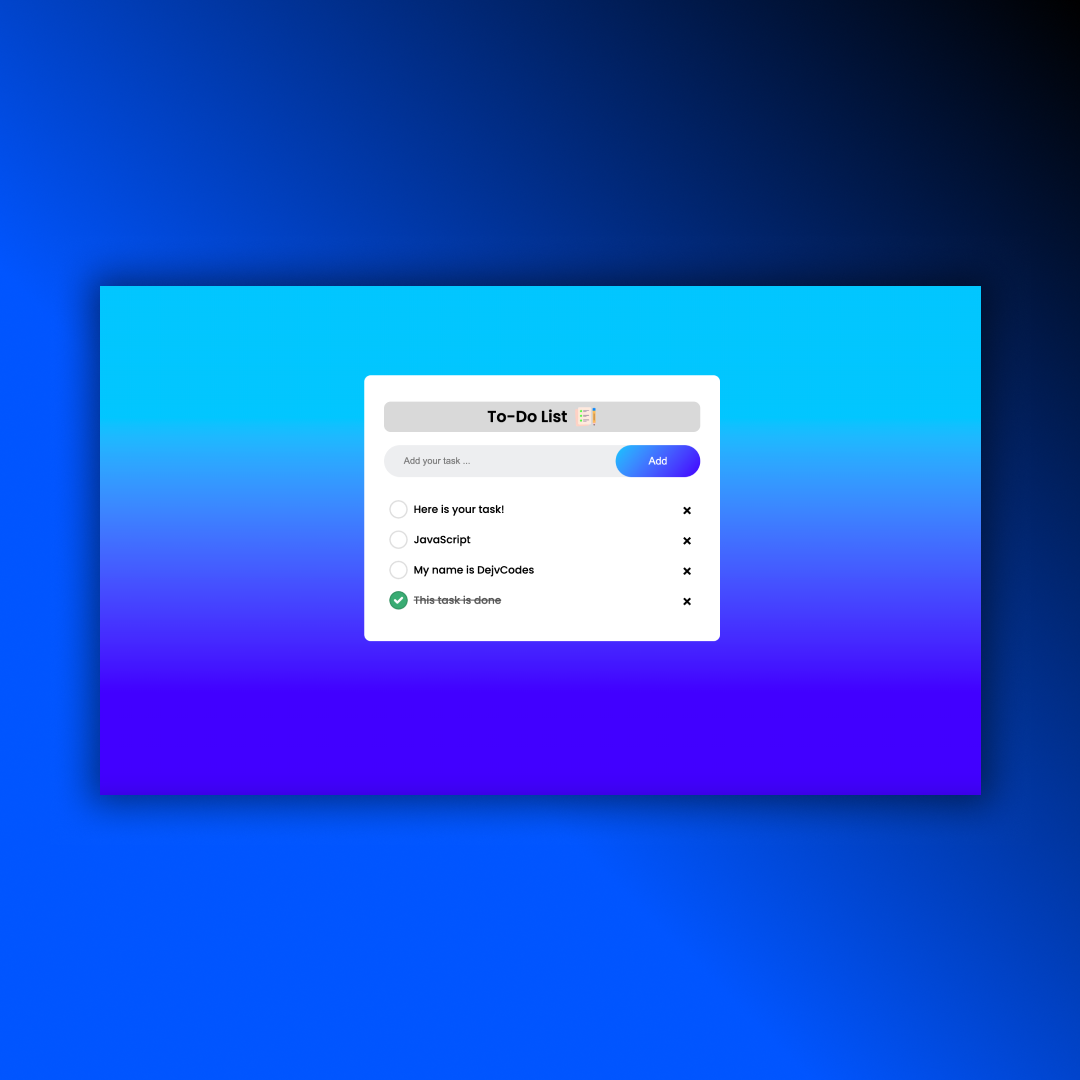 To-Do List
Add your task ...
Add
Here is your task!
JavaScript
My name is DejvCodes
This task is done